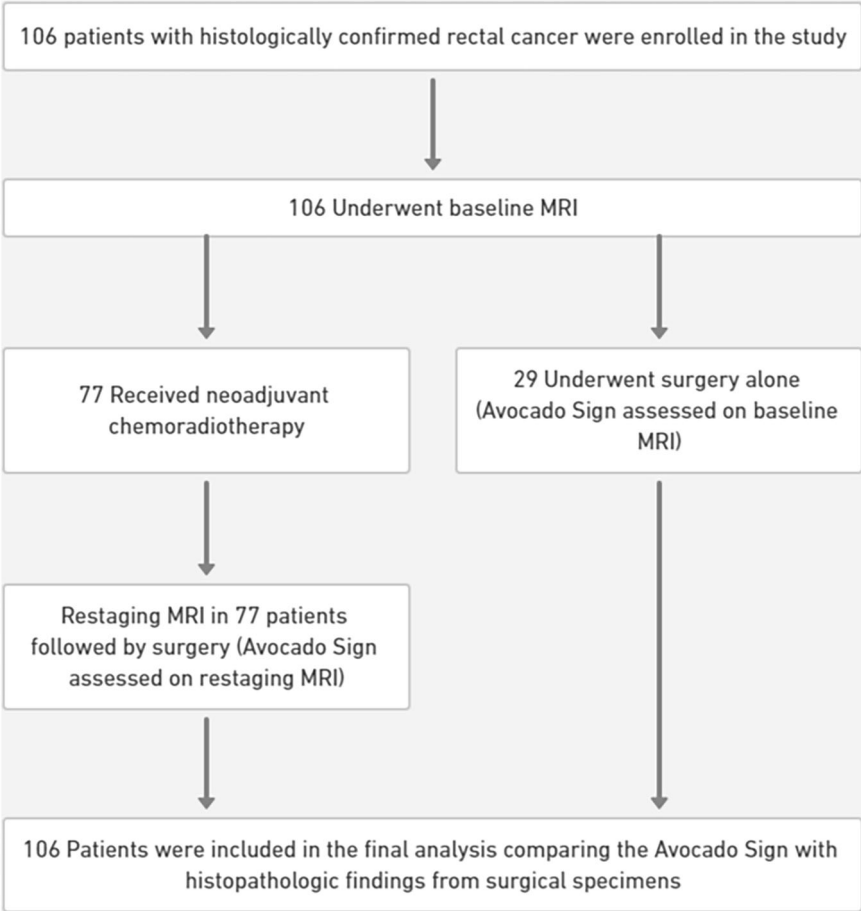 106 patients with histologically confirmed rectal cancer were enrolled in the study
106 Underwent baseline MRI
77 Received neoadjuvant
chemoradiotherapy
29 Underwent surgery alone
(Avocado Sign assessed on baseline
MRI)
Restaging MRI in 77 patients
followed by surgery (Avocado Sign
assessed on restaging MRI)
106 Patients were included in the final analysis comparing the Avocado Sign with
histopathologic findings from surgical specimens